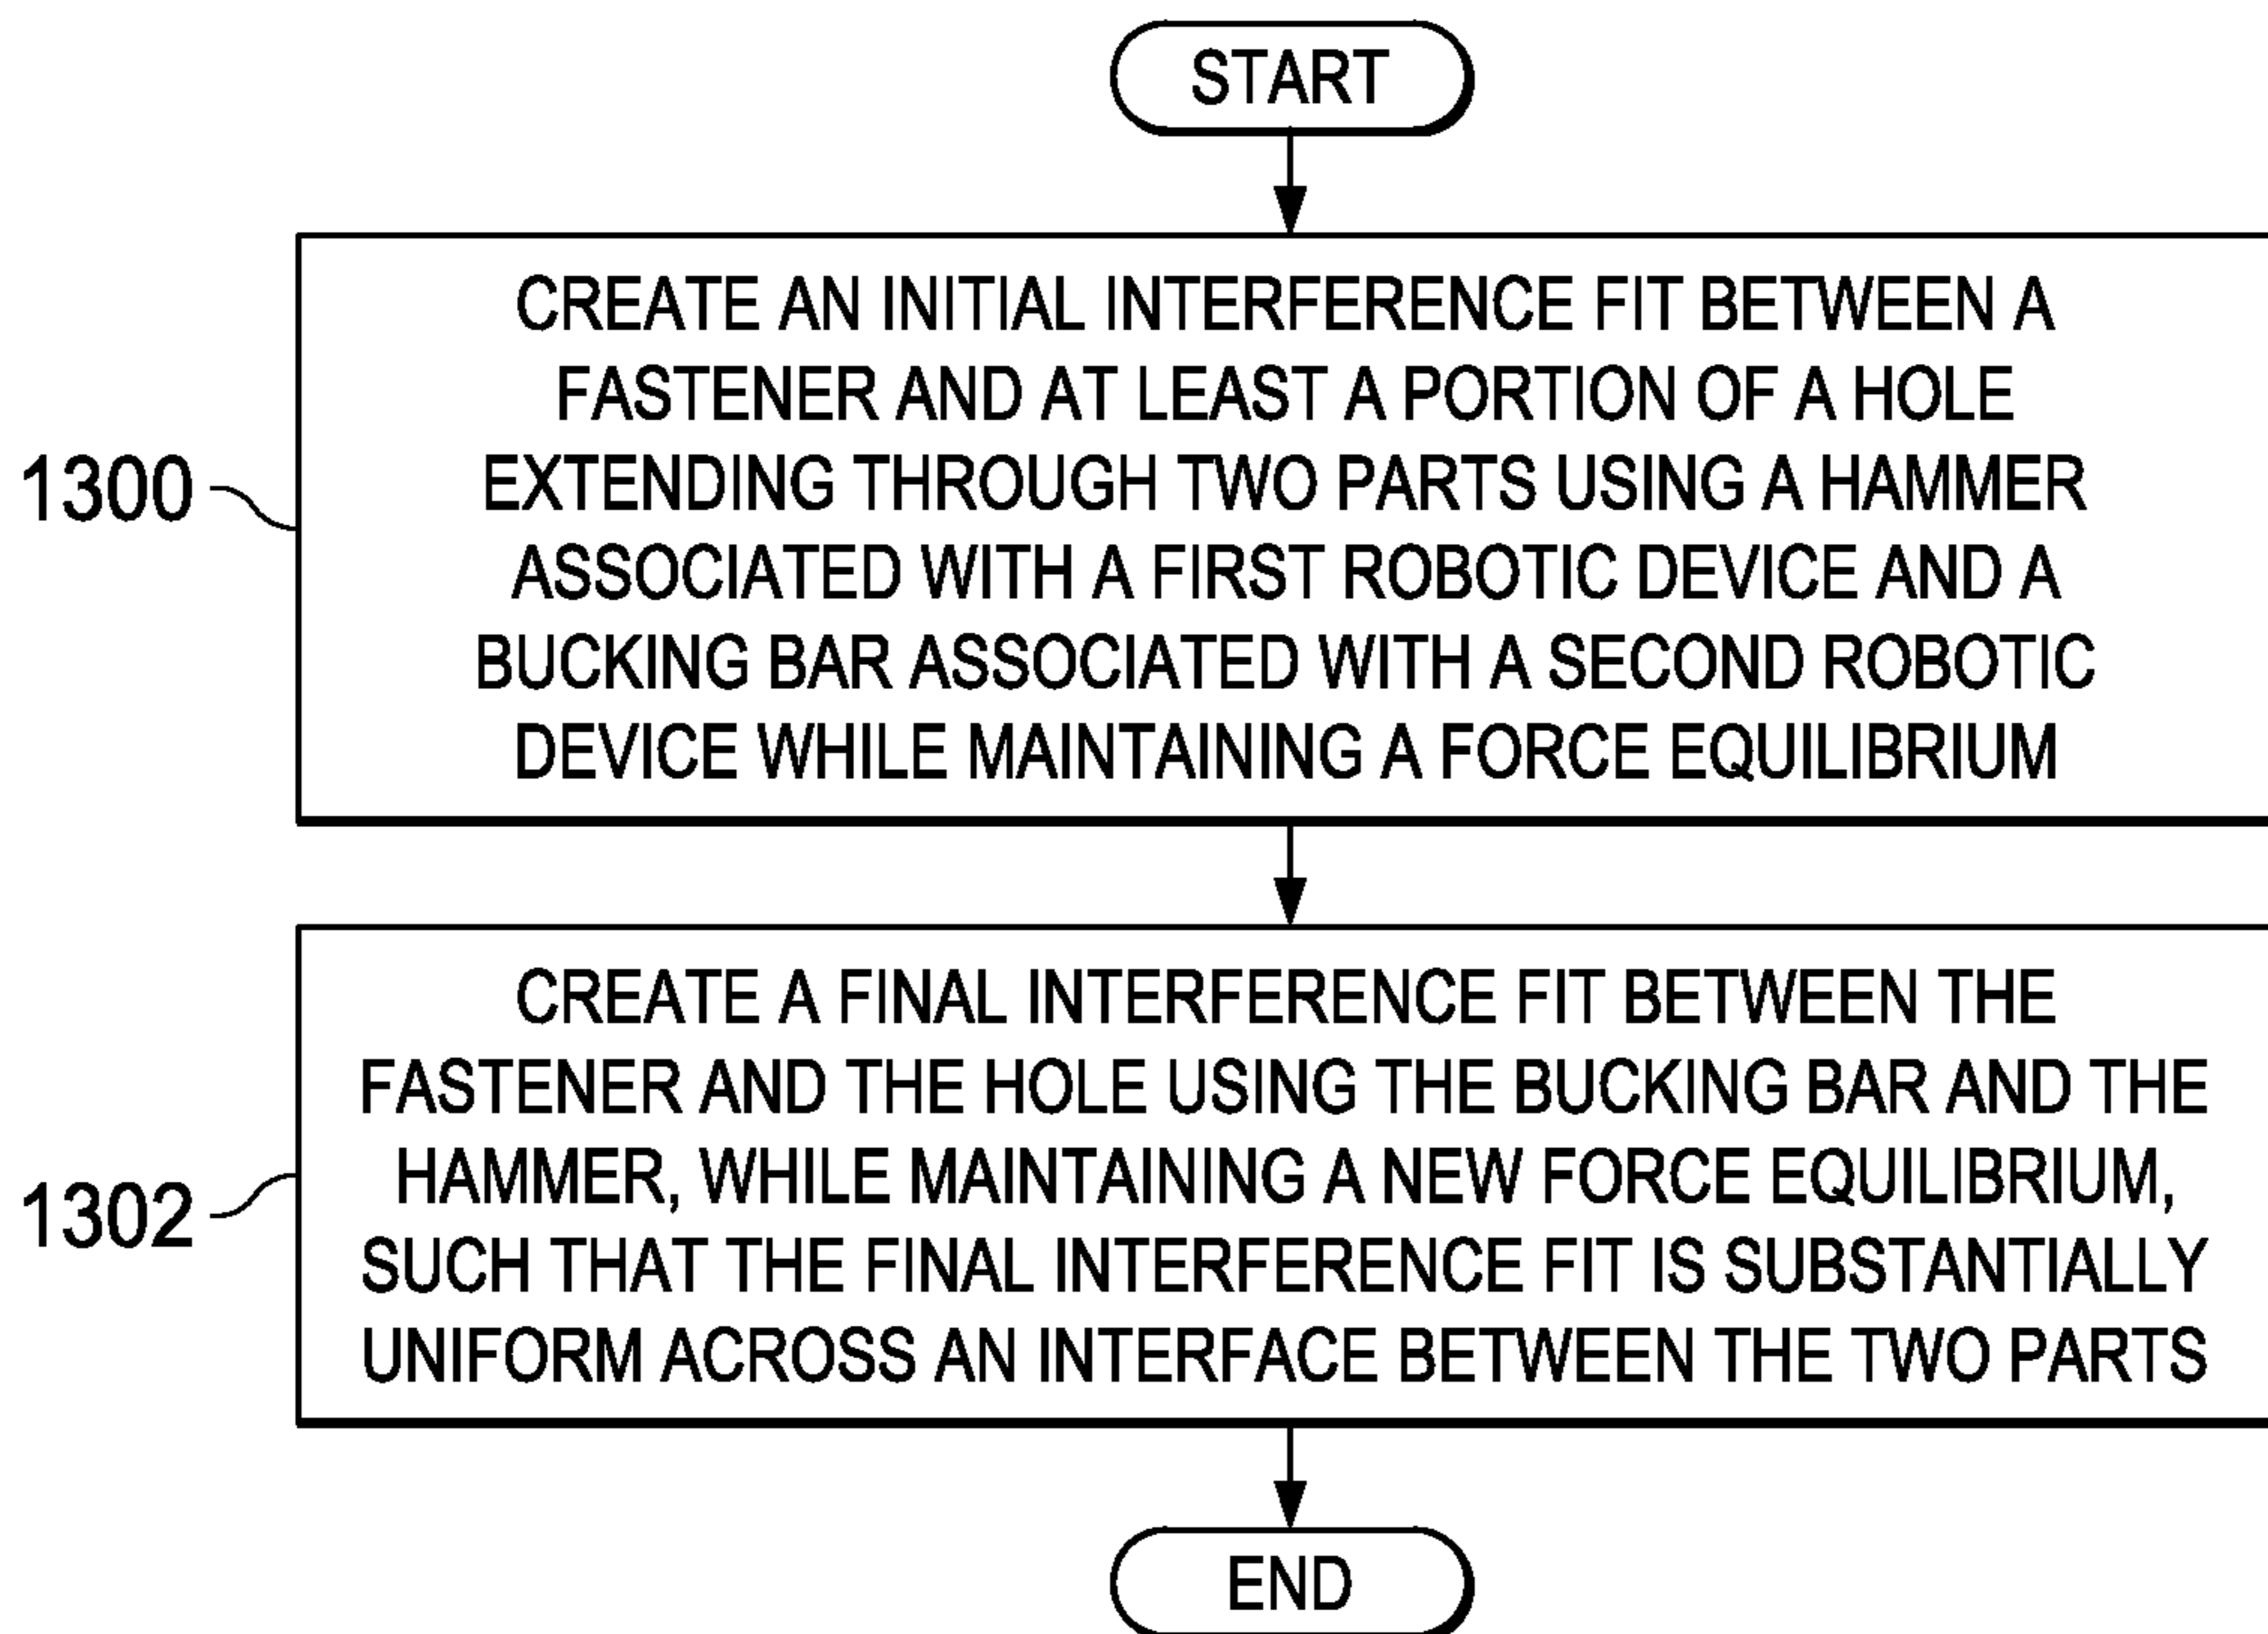 START
CREATE AN INITIAL INTERFERENCE FIT BETWEEN A
FASTENER AND AT LEAST A PORTION OF A HOLE
EXTENDING THROUGH TWO PARTS USING A HAMMER
ASSOCIATED WITH A FIRST ROBOTIC DEVICE AND A
BUCKING BAR ASSOCIATED WITH A SECOND ROBOTIC
DEVICE WHILE MAINTAINING A FORCE EQUILIBRIUM
1300
CREATE A FINAL INTERFERENCE FIT BETWEEN THE
FASTENER AND THE HOLE USING THE BUCKING BAR AND THE
HAMMER, WHILE MAINTAINING A NEW FORCE EQUILIBRIUM,
SUCH THAT THE FINAL INTERFERENCE FIT IS SUBSTANTIALLY
UNIFORM ACROSS AN INTERFACE BETWEEN THE TWO PARTS
1302
END